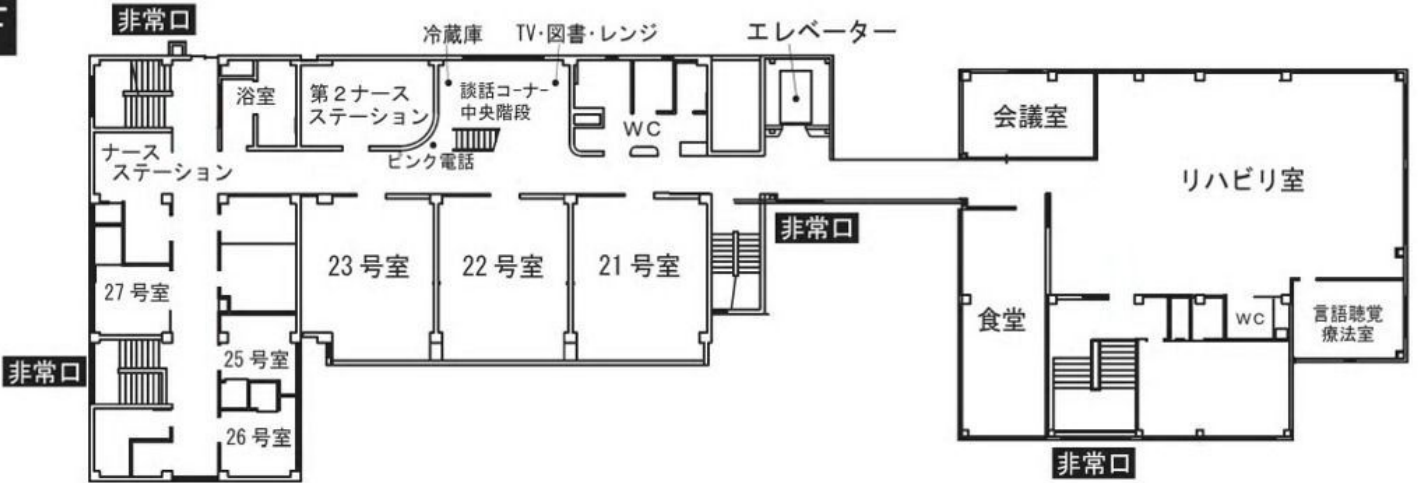 非常口
冷蔵庫
TV・図書・レンジ
エレベーター
浴室
第２ナース
ステーション
談話コーナー
中央階段
ＷＣ
会議室
ナース
ステーション
ピンク電話
リハビリ室
非常口
23 号室
22 号室
21 号室
27 号室
食堂
ＷＣ
言語聴覚
療法室
25 号室
非常口
26 号室
非常口